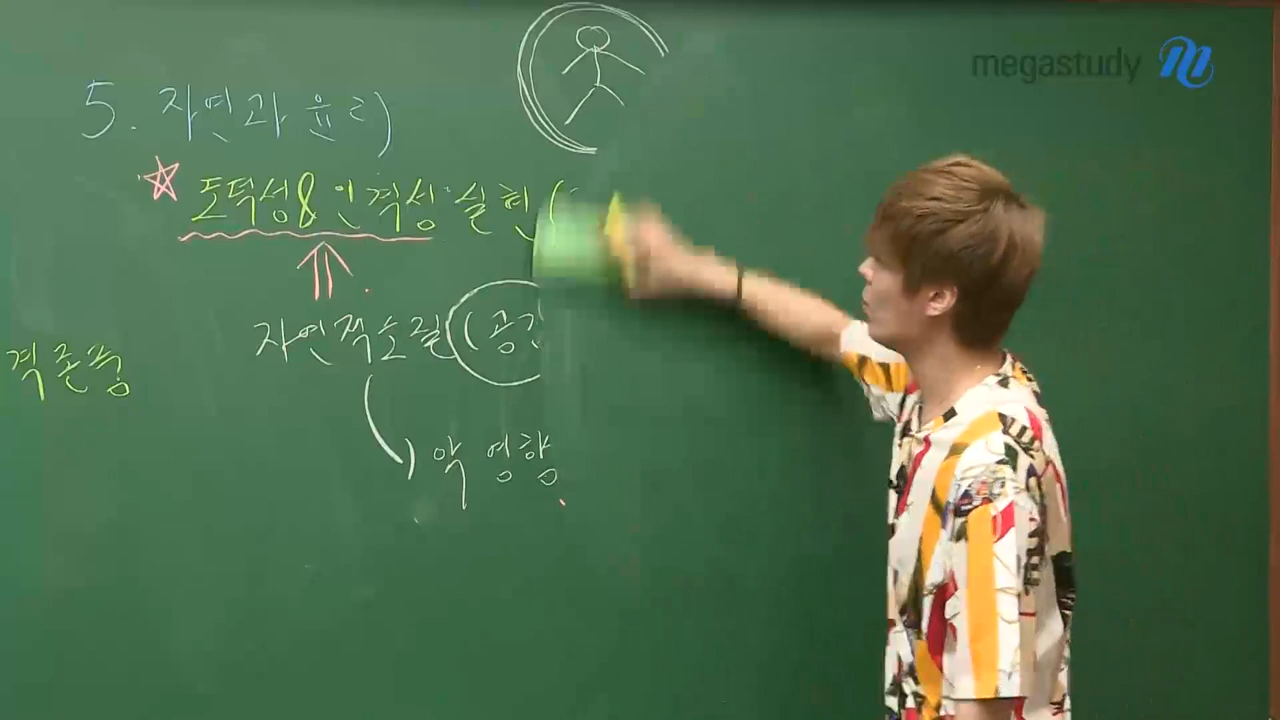 megastudy
5. 자연과 윤리)
도덕성&인격성 실현(
자연적소질(공간
격존중
악 영향